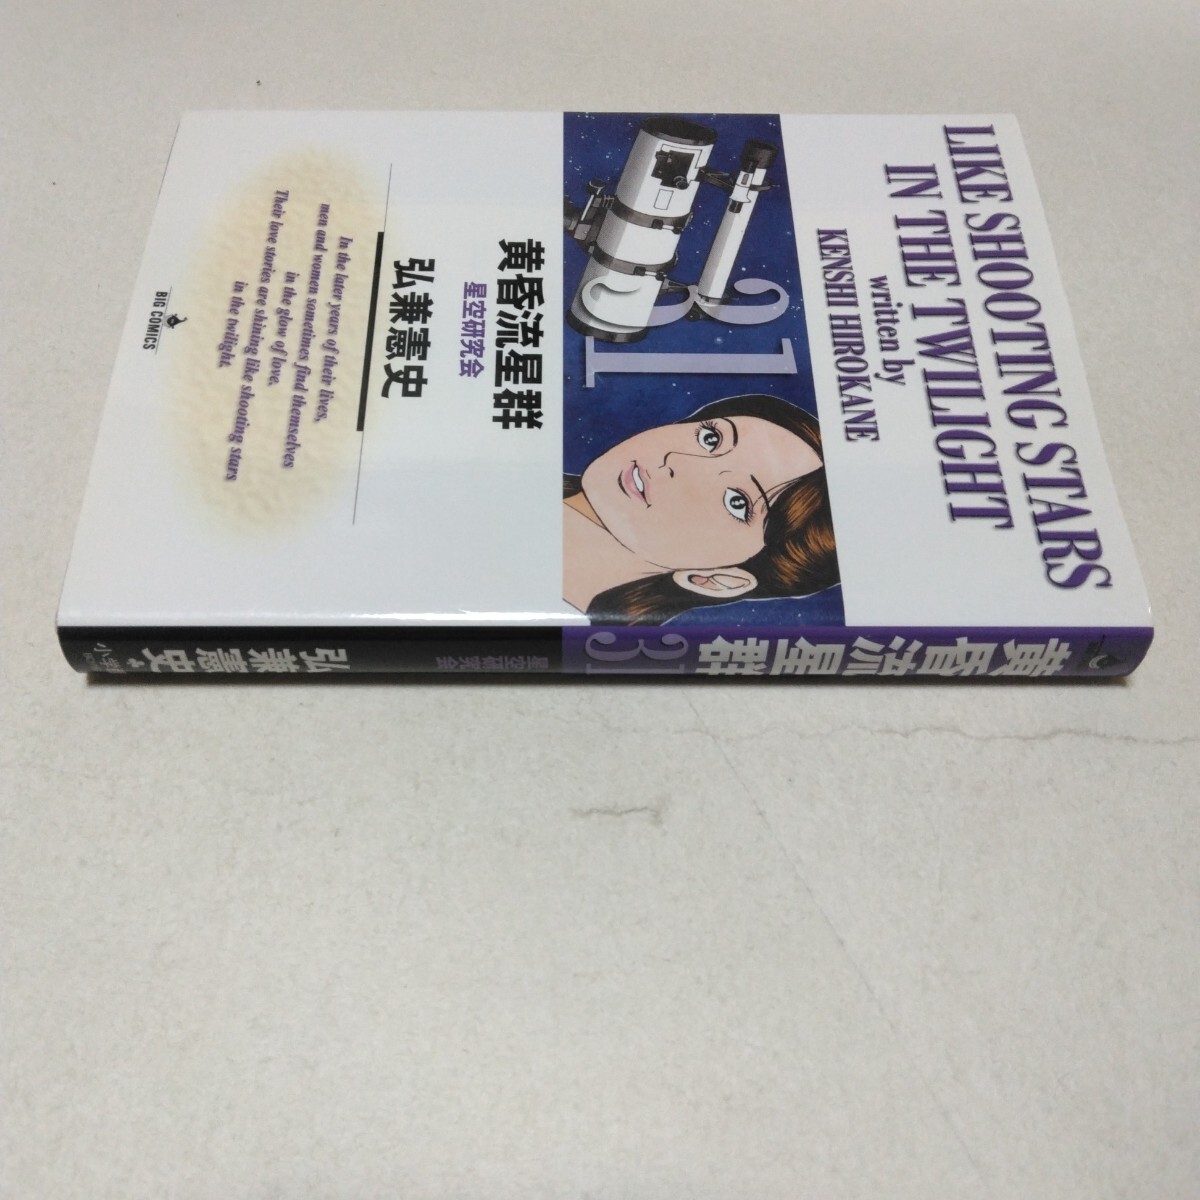 LIKE SHOOTING STARS
IN THE TWILIGHT
written by
KENSHI HIROKANE
31
黄昏流星群
星空研究会
弘兼憲史
In the later years of their lives,
men and women sometimes find themselves
in the glow of love.
Their love stories are shining like shooting stars
in the twilight.
BIG COMICS
黄昏流星群
31
星空研究会
弘兼憲史